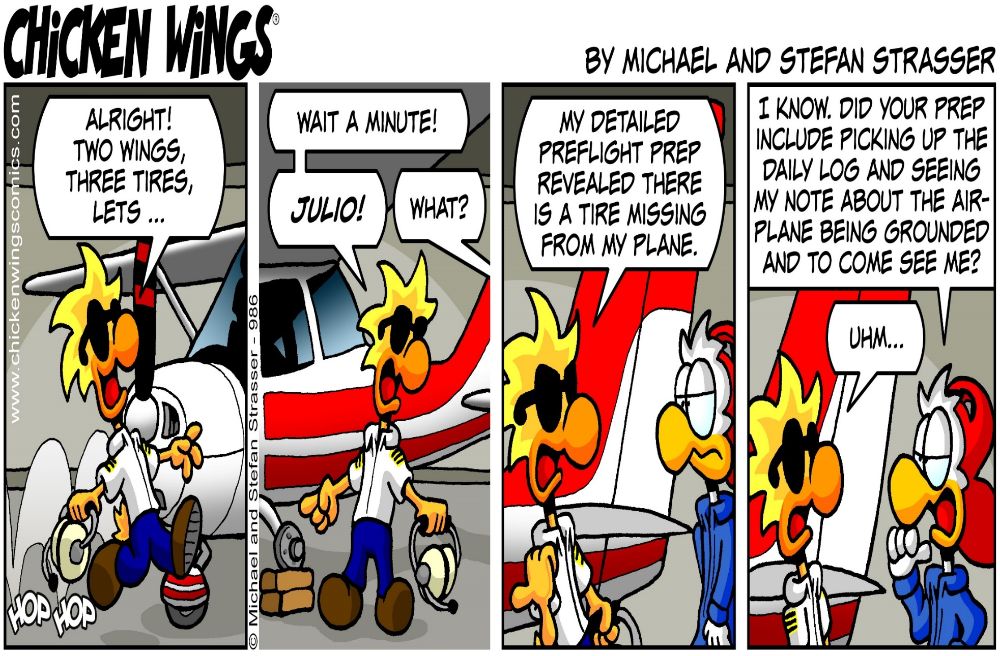 CHiCKEN WiNGS®
BY MICHAEL AND STEFAN STRASSER
www.chickenwingscomics.com
ALRIGHT!
TWO WINGS,
THREE TIRES,
LETS ...
HOP HOP
© Michael and Stefan Strasser - 986
WAIT A MINUTE!
JULIO!
WHAT?
MY DETAILED
PREFLIGHT PREP
REVEALED THERE
IS A TIRE MISSING
FROM MY PLANE.
I KNOW. DID YOUR PREP
INCLUDE PICKING UP THE
DAILY LOG AND SEEING
MY NOTE ABOUT THE AIR-
PLANE BEING GROUNDED
AND TO COME SEE ME?
UHM...